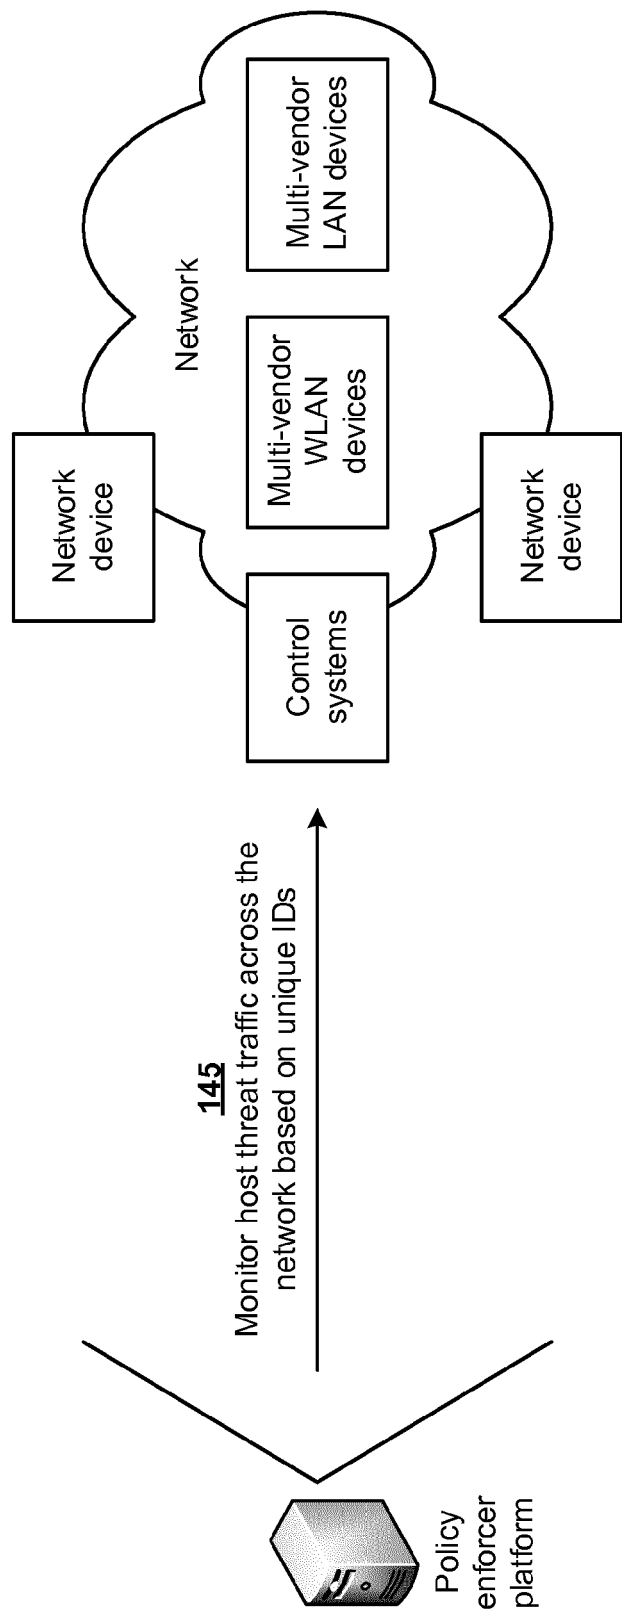 Policy
enforcer
platform
145
Monitor host threat traffic across the
network based on unique IDs
Network
device
Control
systems
Network
device
Network
Multi-vendor
WLAN
devices
Multi-vendor
LAN devices